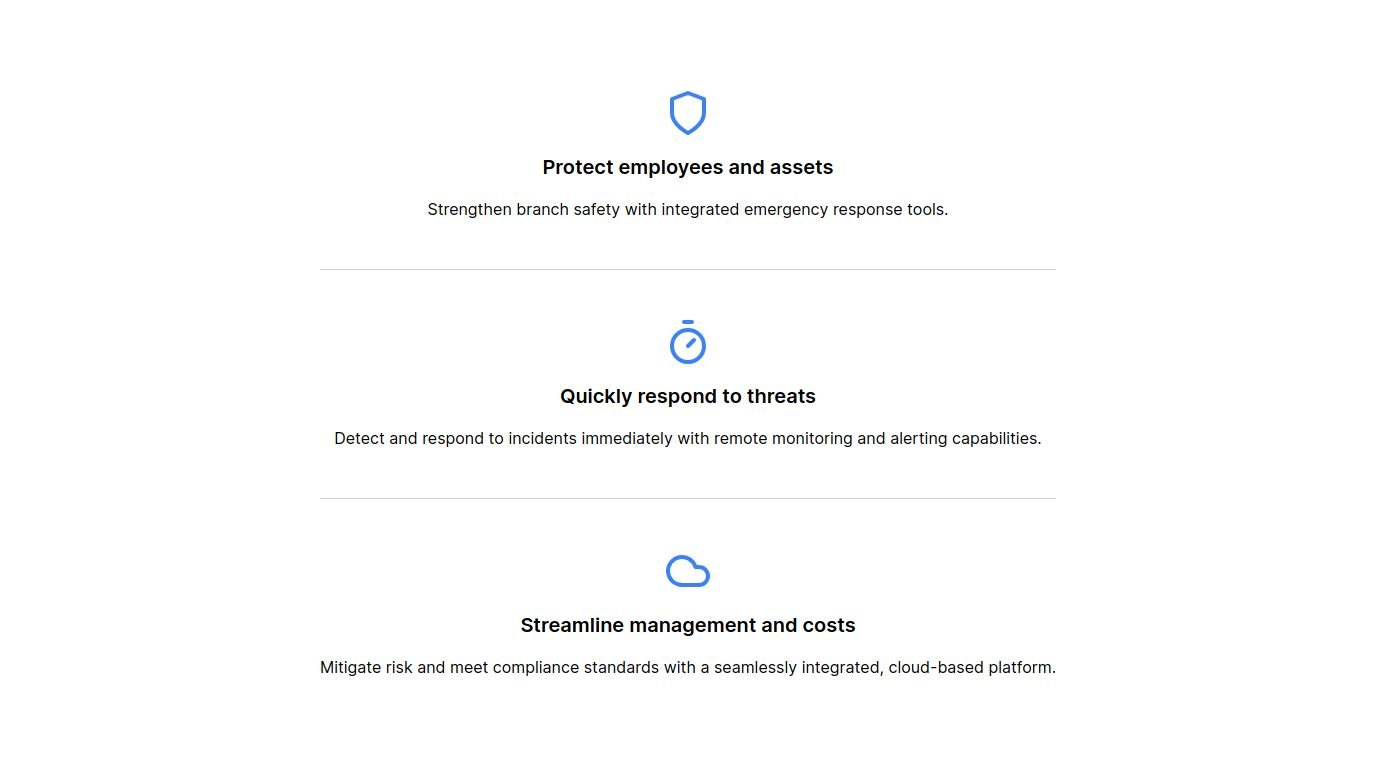 Protect employees and assets
Strengthen branch safety with integrated emergency response tools.
Quickly respond to threats
Detect and respond to incidents immediately with remote monitoring and alerting capabilities.
Streamline management and costs
Mitigate risk and meet compliance standards with a seamlessly integrated, cloud-based platform.